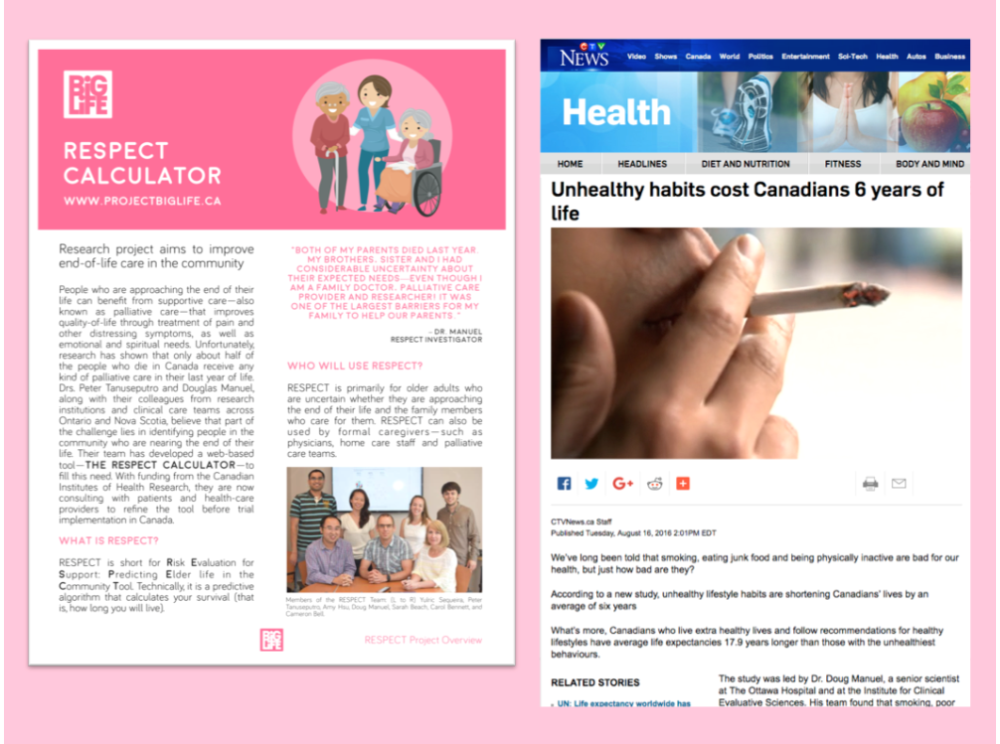 BiG
LiFE
RESPECT
CALCULATOR
WWW.PROJECTBIGLIFE.CA
Research project aims to improve
end-of-life care in the community
People who are approaching the end of their
life can benefit from supportive care—also
known as palliative care—that improves
quality-of-life through treatment of pain and
other distressing symptoms, as well as
emotional and spiritual needs. Unfortunately,
research has shown that only about half of
the people who die in Canada receive any
kind of palliative care in their last year of life.
Drs. Peter Tanuseputro and Douglas Manuel,
along with their colleagues from research
institutions and clinical care teams across
Ontario and Nova Scotia, believe that part of
the challenge lies in identifying people in the
community who are nearing the end of their
life. Their team has developed a web-based
tool—THE RESPECT CALCULATOR—to
fill this need. With funding from the Canadian
Institutes of Health Research, they are now
consulting with patients and health-care
providers to refine the tool before trial
implementation in Canada.
WHAT IS RESPECT?
RESPECT is short for Risk Evaluation for
Support: Predicting Elder life in the
Community Tool. Technically, it is a predictive
algorithm that calculates your survival (that
is, how long you will live).
"BOTH OF MY PARENTS DIED LAST YEAR.
MY BROTHERS, SISTER AND I HAD
CONSIDERABLE UNCERTAINTY ABOUT
THEIR EXPECTED NEEDS—EVEN THOUGH I
AM A FAMILY DOCTOR, PALLIATIVE CARE
PROVIDER AND RESEARCHER! IT WAS
ONE OF THE LARGEST BARRIERS FOR MY
FAMILY TO HELP OUR PARENTS."
- DR. MANUEL
RESPECT INVESTIGATOR
WHO WILL USE RESPECT?
RESPECT is primarily for older adults who
are uncertain whether they are approaching
the end of their life and the family members
who care for them. RESPECT can also be
used by formal caregivers—such as
physicians, home care staff and palliative
care teams.
Members of the RESPECT Team (L to R) Yulric Sequeira, Peter
Tanuseputro, Amy Hsu, Doug Manuel, Sarah Beach, Carol Bennett, and
Cameron Bell.
BiG
LiFE
RESPECT Project Overview
CTV
NEWS
Video Shows Canada World Politics Entertainment Sci-Tech Health Autos Business
Health
HOME HEADLINES DIET AND NUTRITION FITNESS BODY AND MIND
Unhealthy habits cost Canadians 6 years of
life
G+
CTVNews.ca Staff
Published Tuesday, August 16, 2016 2:01PM EDT
We've long been told that smoking, eating junk food and being physically inactive are bad for our
health, but just how bad are they?
According to a new study, unhealthy lifestyle habits are shortening Canadians' lives by an
average of six years
What's more, Canadians who live extra healthy lives and follow recommendations for healthy
lifestyles have average life expectancies 17.9 years longer than those with the unhealthiest
behaviours.
RELATED STORIES
UN: Life expectancy worldwide has
The study was led by Dr. Doug Manuel, a senior scientist
at The Ottawa Hospital and at the Institute for Clinical
Evaluative Sciences. His team found that smoking, poor